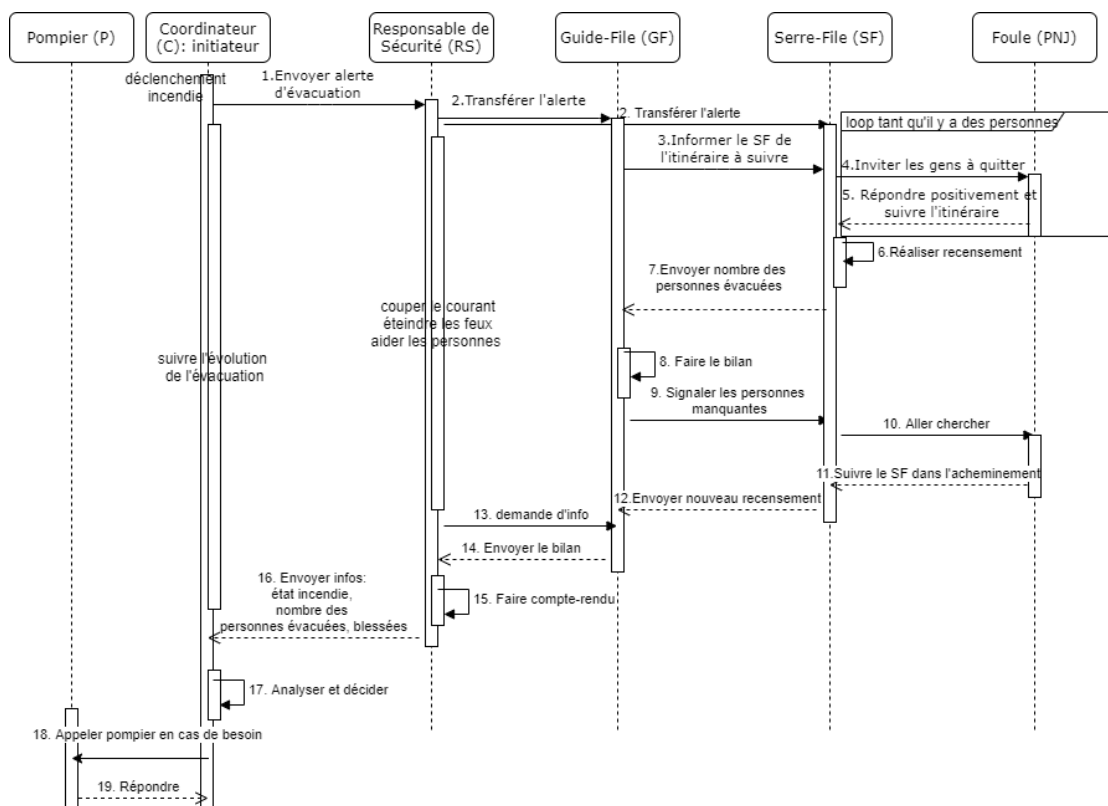 Pompier (P)
Coordinateur
(C): initiateur
Responsable de
Sécurité (RS)
Guide-File (GF)
Serre-File (SF)
Foule (PNJ)
déclenchement
incendie
1.Envoyer alerte
d'évacuation
2.Transférer l'alerte
2. Transférer l'alerte
loop tant qu'il y a des personnes
3.Informer le SF de
l'itinéraire à suivre
4.Inviter les gens à quitter
5. Répondre positivement et
suivre l'itinéraire
6.Réaliser recensement
7.Envoyer nombre des
personnes évacuées
couper le courant
éteindre les feux
aider les personnes
suivre l'évolution
de l'évacuation
8. Faire le bilan
9. Signaler les personnes
manquantes
10. Aller chercher
11.Suivre le SF dans l'acheminement
12.Envoyer nouveau recensement
13. demande d'info
14. Envoyer le bilan
15. Faire compte-rendu
16. Envoyer infos:
état incendie,
nombre des
personnes évacuées, blessées
17. Analyser et décider
18. Appeler pompier en cas de besoin
19. Répondre